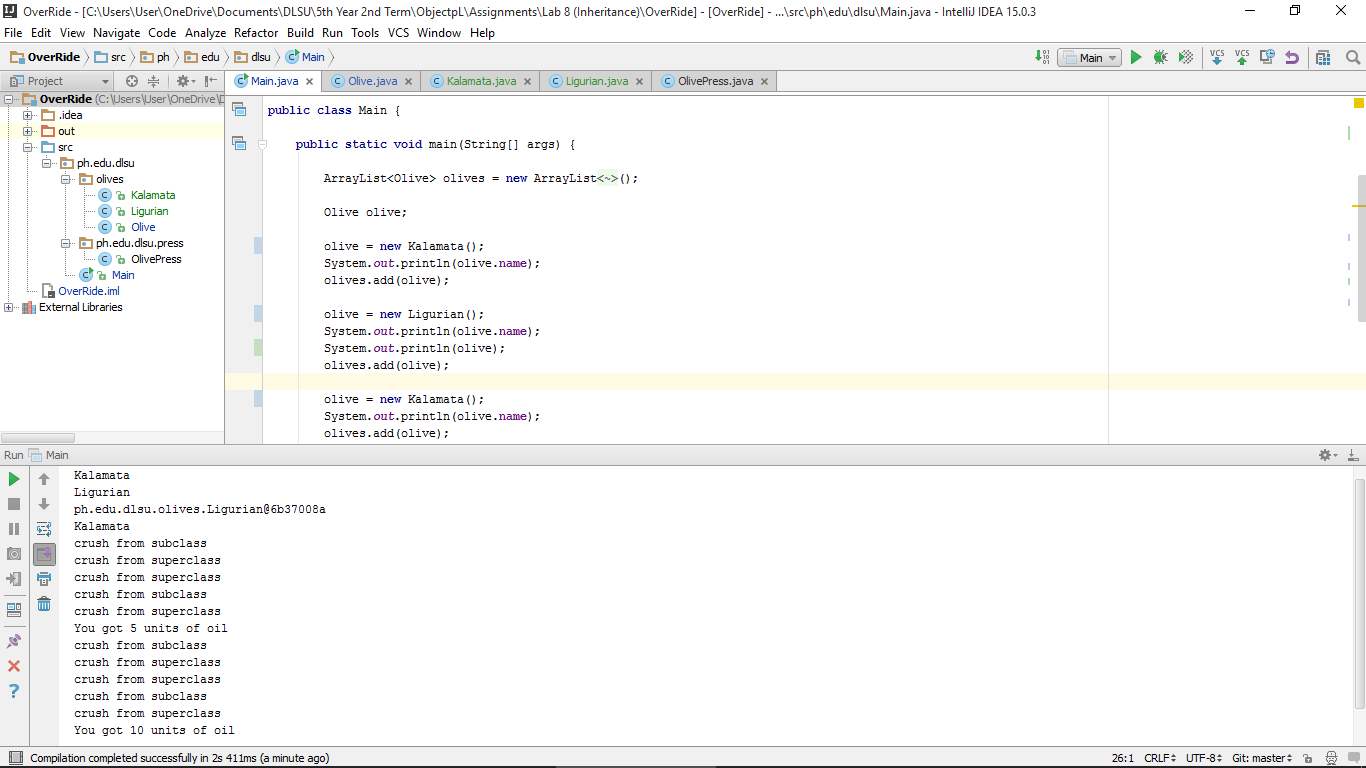 OverRide - [C:\Users\User\OneDrive\Documents\DLSU\5th Year 2nd Term\ObjectpL\Assignments\Lab 8 (Inheritance)\OverRide] - [OverRide] - ...\src\ph\edu\dlsu\Main.java - IntelliJ IDEA 15.0.3
File Edit View Navigate Code Analyze Refactor Build Run Tools VCS Window Help
OverRide src ph edu dlsu Main Main VCS VCS
Project Main.java Olive.java Kalamata.java Ligurian.java OlivePress.java
OverRide (C:\Users\User\OneDrive\D
.idea
out
src
ph.edu.dlsu
olives
Kalamata
Ligurian
Olive
ph.edu.dlsu.press
OlivePress
Main
OverRide.iml
External Libraries
public class Main {
public static void main(String[] args) {
ArrayList<Olive> olives = new ArrayList<~>();
Olive olive;
olive = new Kalamata();
System.out.println(olive.name);
olives.add(olive);
olive = new Ligurian();
System.out.println(olive.name);
System.out.println(olive);
olives.add(olive);
olive = new Kalamata();
System.out.println(olive.name);
olives.add(olive);
Run Main
Kalamata
Ligurian
ph.edu.dlsu.olives.Ligurian@6b37008a
Kalamata
crush from subclass
crush from superclass
crush from superclass
crush from subclass
crush from superclass
You got 5 units of oil
crush from subclass
crush from superclass
crush from superclass
crush from subclass
crush from superclass
You got 10 units of oil
Compilation completed successfully in 2s 411ms (a minute ago) 26:1 CRLF UTF-8 Git: master